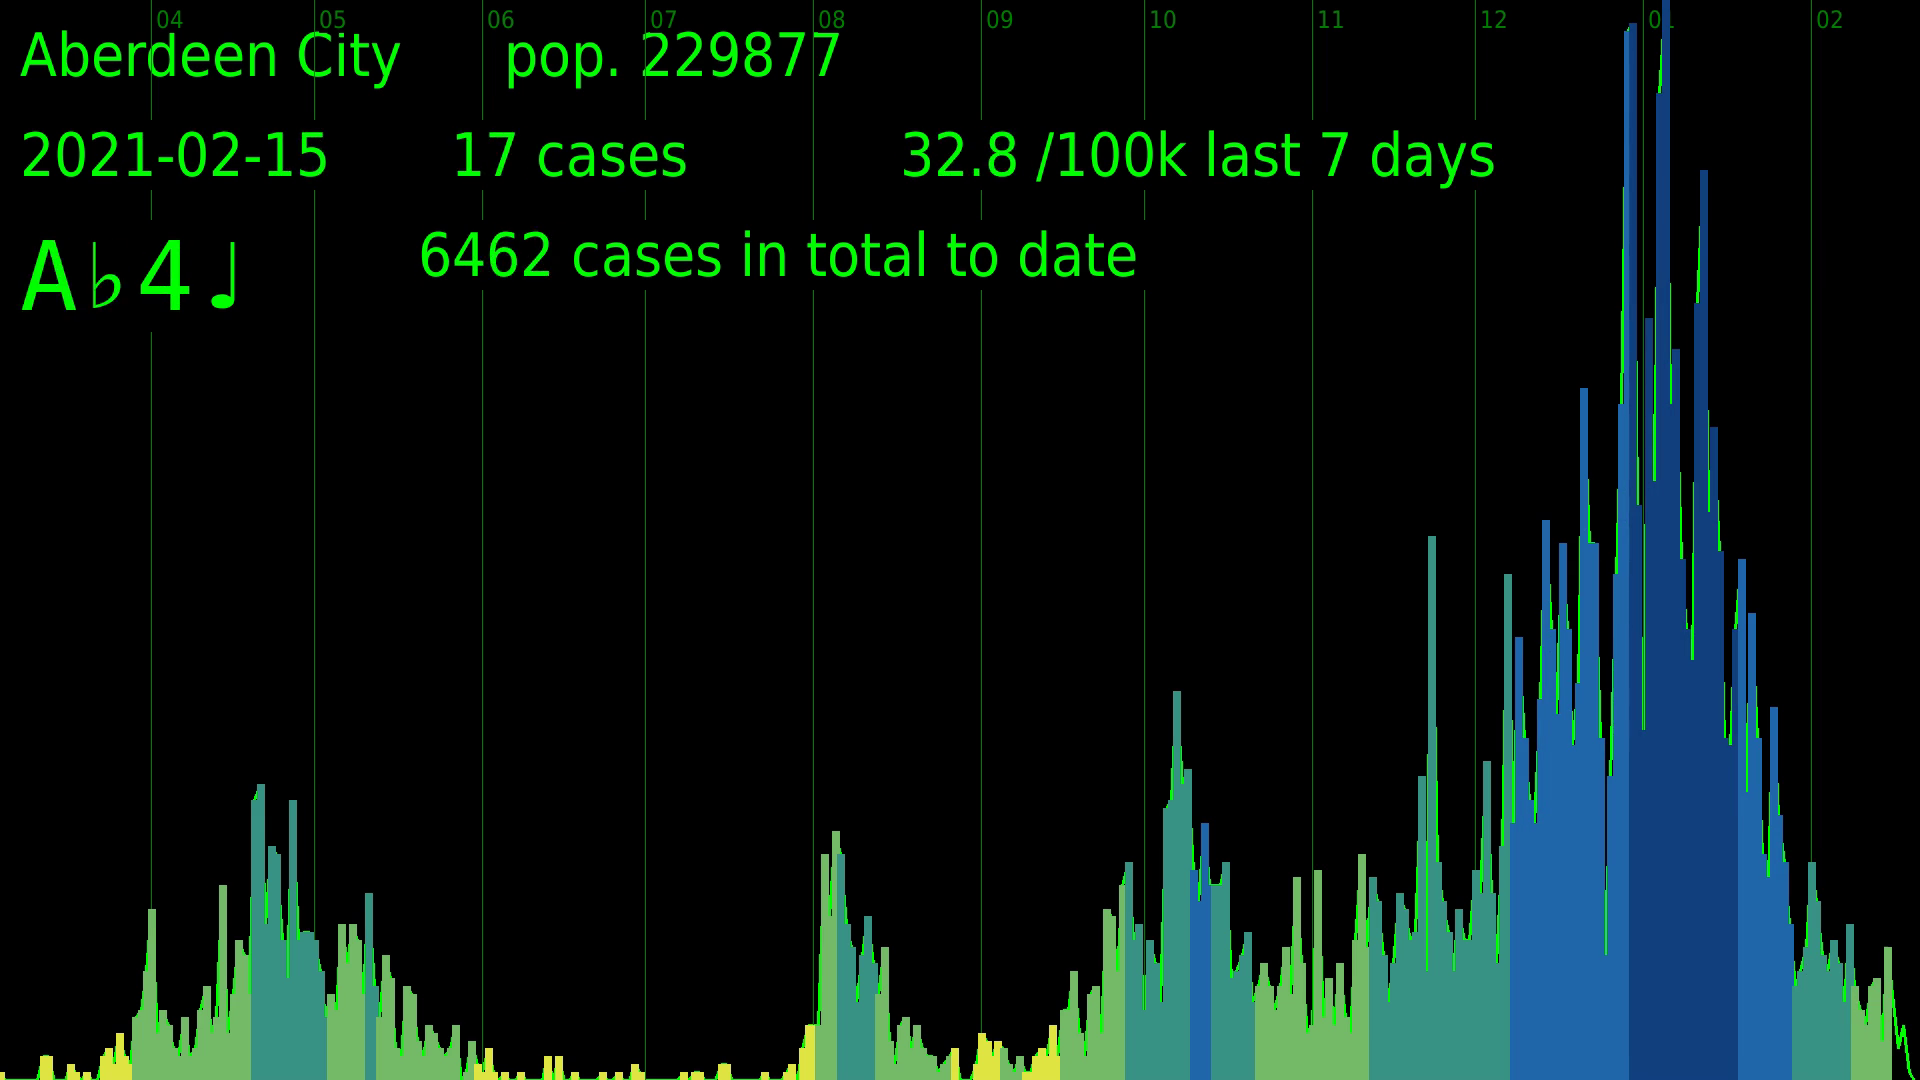 04 05 06 07 08 09 10 11 12 01 02
Aberdeen City pop. 229877
2021-02-15 17 cases 32.8 /100k last 7 days
A♭4♩ 6462 cases in total to date